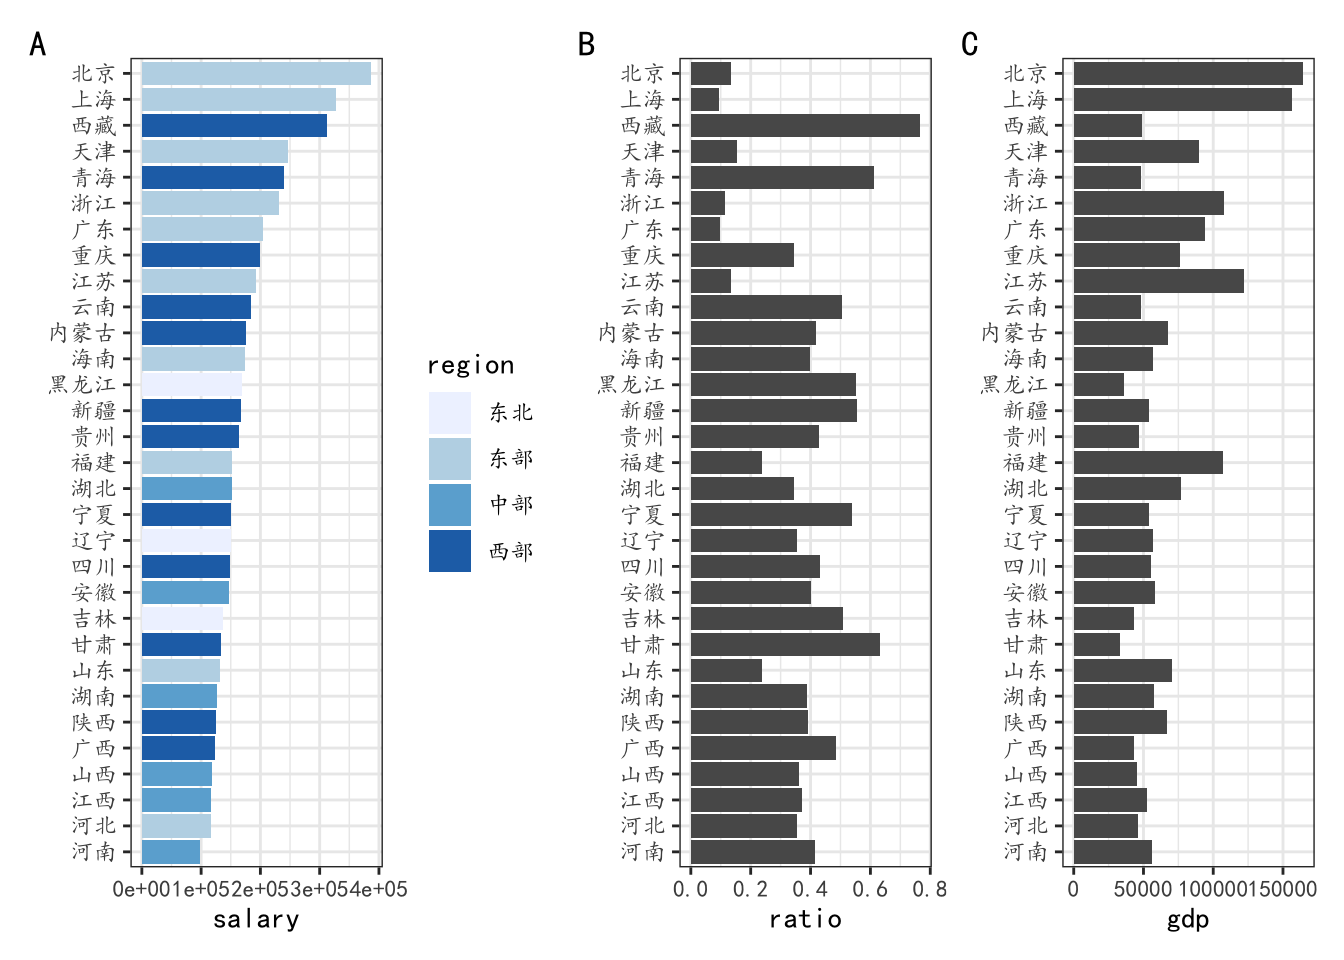 A
北京
上海
西藏
天津
青海
浙江
广东
重庆
江苏
云南
内蒙古
海南
黑龙江
新疆
贵州
福建
湖北
宁夏
辽宁
四川
安徽
吉林
甘肃
山东
湖南
陕西
广西
山西
江西
河北
河南
0e+00 1e+05 2e+05 3e+05 4e+05
salary
region
东北
东部
中部
西部
B
北京
上海
西藏
天津
青海
浙江
广东
重庆
江苏
云南
内蒙古
海南
黑龙江
新疆
贵州
福建
湖北
宁夏
辽宁
四川
安徽
吉林
甘肃
山东
湖南
陕西
广西
山西
江西
河北
河南
0.0 0.2 0.4 0.6 0.8
ratio
C
北京
上海
西藏
天津
青海
浙江
广东
重庆
江苏
云南
内蒙古
海南
黑龙江
新疆
贵州
福建
湖北
宁夏
辽宁
四川
安徽
吉林
甘肃
山东
湖南
陕西
广西
山西
江西
河北
河南
0 50000 100000 150000
gdp